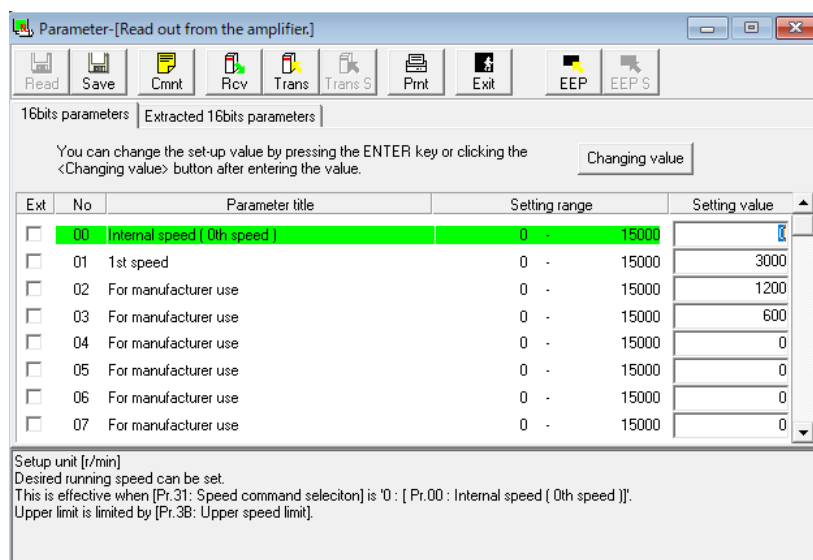 Parameter-[Read out from the amplifier.]
Read Save Cmnt Rcv Trans Trans S Prnt Exit EEP EEP S
16bits parameters Extracted 16bits parameters
You can change the set-up value by pressing the ENTER key or clicking the
<Changing value> button after entering the value.
Changing value
Ext No Parameter title Setting range Setting value
00 Internal speed ( 0th speed ) 0 - 15000 0
01 1st speed 0 - 15000 3000
02 For manufacturer use 0 - 15000 1200
03 For manufacturer use 0 - 15000 600
04 For manufacturer use 0 - 15000 0
05 For manufacturer use 0 - 15000 0
06 For manufacturer use 0 - 15000 0
07 For manufacturer use 0 - 15000 0
Setup unit [r/min]
Desired running speed can be set.
This is effective when [Pr.31: Speed command seleciton] is '0 : [ Pr.00 : Internal speed ( 0th speed )]'.
Upper limit is limited by [Pr.3B: Upper speed limit].